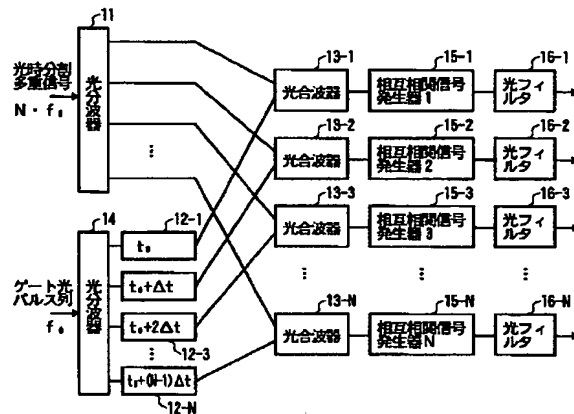 11
光時分割
多重信号
N・f₀
光分波器
13-1
15-1
16-1
光合波器
相互相関信号
発生器 1
光フィ
ルタ
13-2
15-2
16-2
光合波器
相互相関信号
発生器 2
光フィ
ルタ
13-3
15-3
16-3
光合波器
相互相関信号
発生器 3
光フィ
ルタ
⋮
⋮
⋮
⋮
13-N
15-N
16-N
光合波器
相互相関信号
発生器 N
光フィ
ルタ
14
12-1
ゲート光
パルス列
f₀
光分波器
t₀
t₀+Δt
t₀+2Δt
12-3
⋮
t₀+(N-1)Δt
12-N